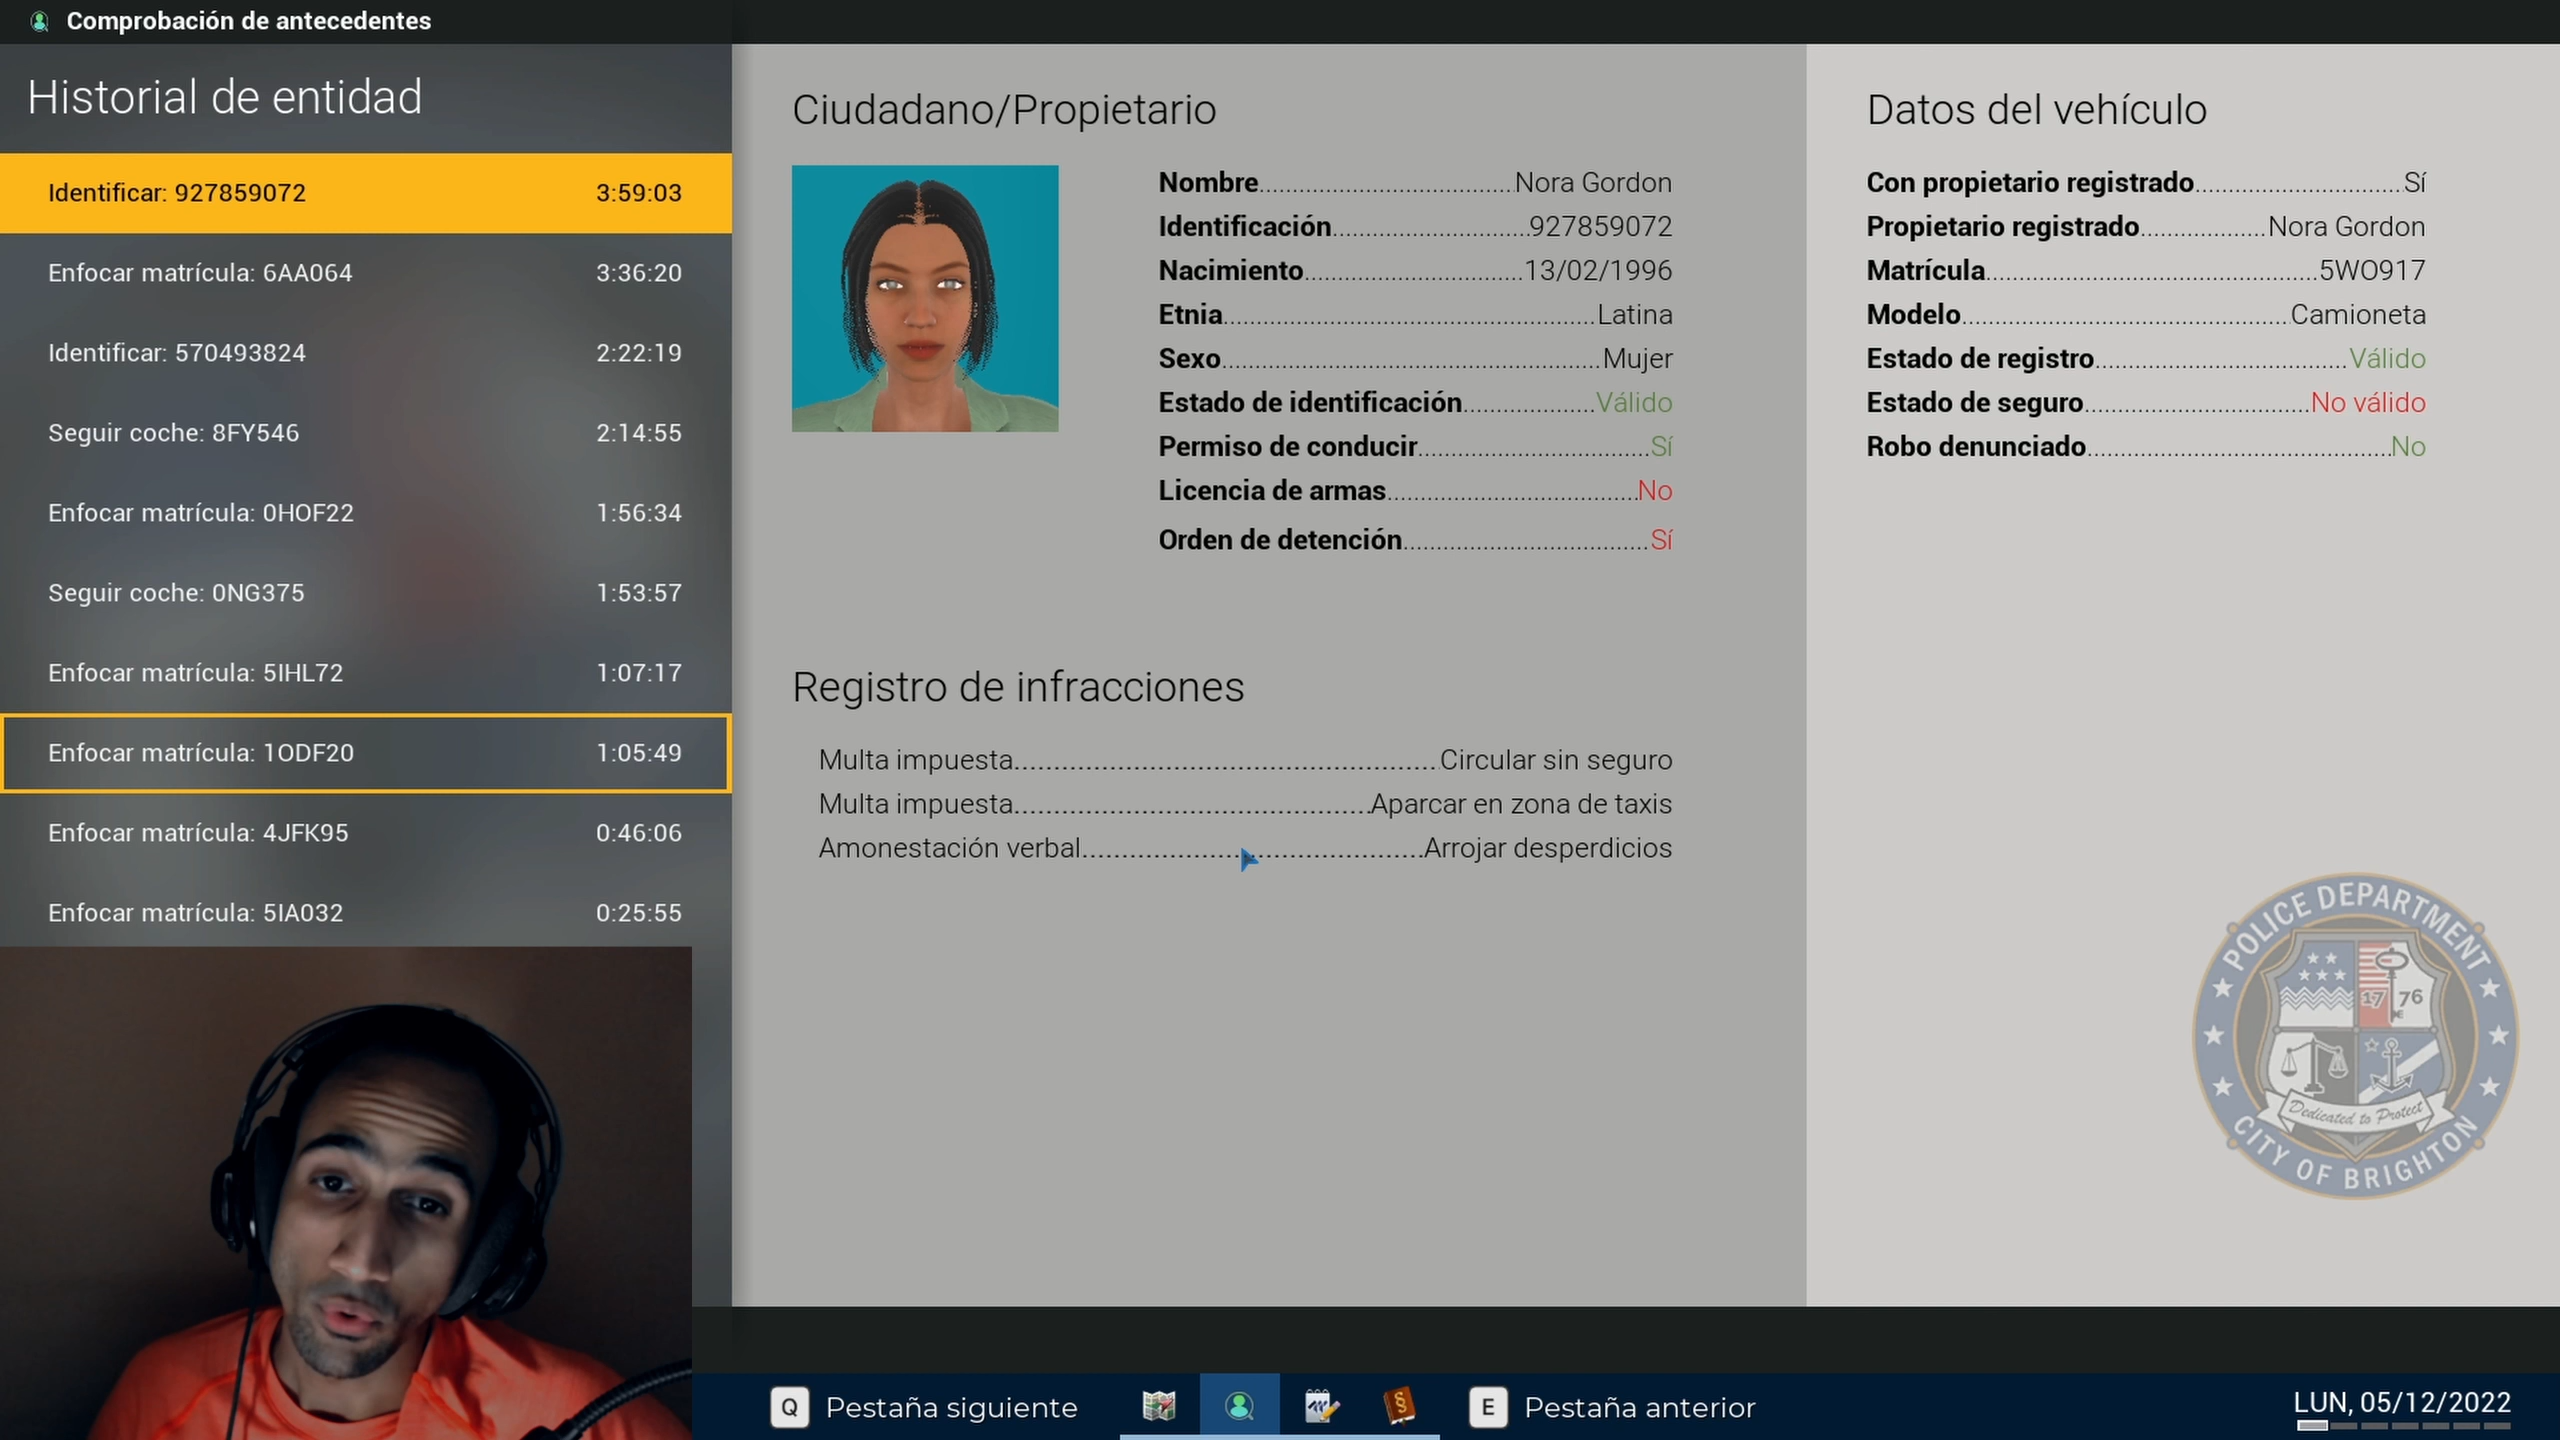 Comprobación de antecedentes
Historial de entidad
Identificar: 927859072 3:59:03
Enfocar matrícula: 6AA064 3:36:20
Identificar: 570493824 2:22:19
Seguir coche: 8FY546 2:14:55
Enfocar matrícula: 0HOF22 1:56:34
Seguir coche: 0NG375 1:53:57
Enfocar matrícula: 5IHL72 1:07:17
Enfocar matrícula: 1ODF20 1:05:49
Enfocar matrícula: 4JFK95 0:46:06
Enfocar matrícula: 5IA032 0:25:55
Ciudadano/Propietario
Nombre Nora Gordon
Identificación 927859072
Nacimiento 13/02/1996
Etnia Latina
Sexo Mujer
Estado de identificación Válido
Permiso de conducir Sí
Licencia de armas No
Orden de detención Sí
Registro de infracciones
Multa impuesta Circular sin seguro
Multa impuesta Aparcar en zona de taxis
Amonestación verbal Arrojar desperdicios
Datos del vehículo
Con propietario registrado Sí
Propietario registrado Nora Gordon
Matrícula 5WO917
Modelo Camioneta
Estado de registro Válido
Estado de seguro No válido
Robo denunciado No
POLICE DEPARTMENT
1776
Dedicated to Protect
CITY OF BRIGHTON
Q Pestaña siguiente
E Pestaña anterior
LUN, 05/12/2022